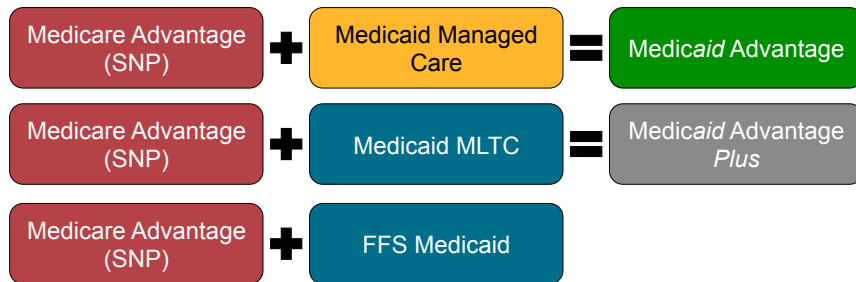 Medicare Advantage
(SNP)
+
Medicaid Managed
Care
=
Medicaid Advantage
Medicare Advantage
(SNP)
+
Medicaid MLTC
=
Medicaid Advantage
Plus
Medicare Advantage
(SNP)
+
FFS Medicaid